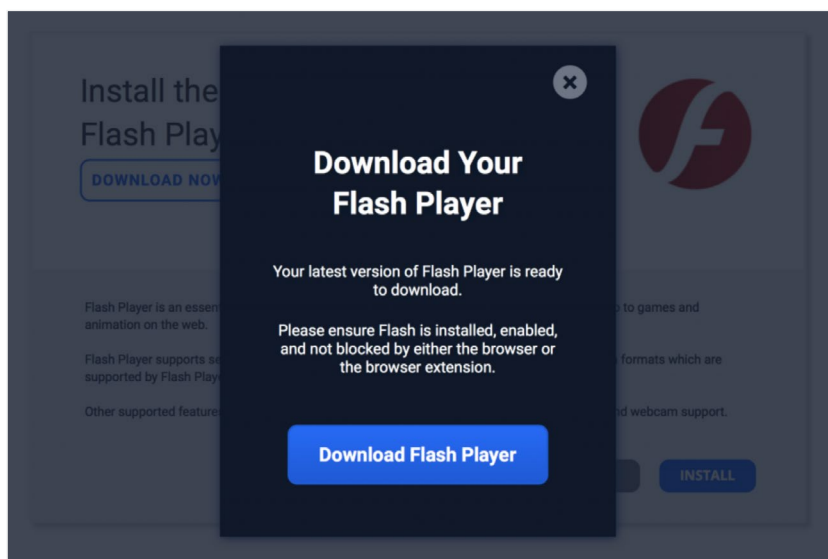 Install the
Flash Play
DOWNLOAD NOW
Download Your
Flash Player
Your latest version of Flash Player is ready
to download.
Please ensure Flash is installed, enabled,
and not blocked by either the browser or
the browser extension.
Download Flash Player
Flash Player is an essen
to games and
animation on the web.
Flash Player supports se
formats which are
supported by Flash Playe
Other supported feature
nd webcam support.
INSTALL